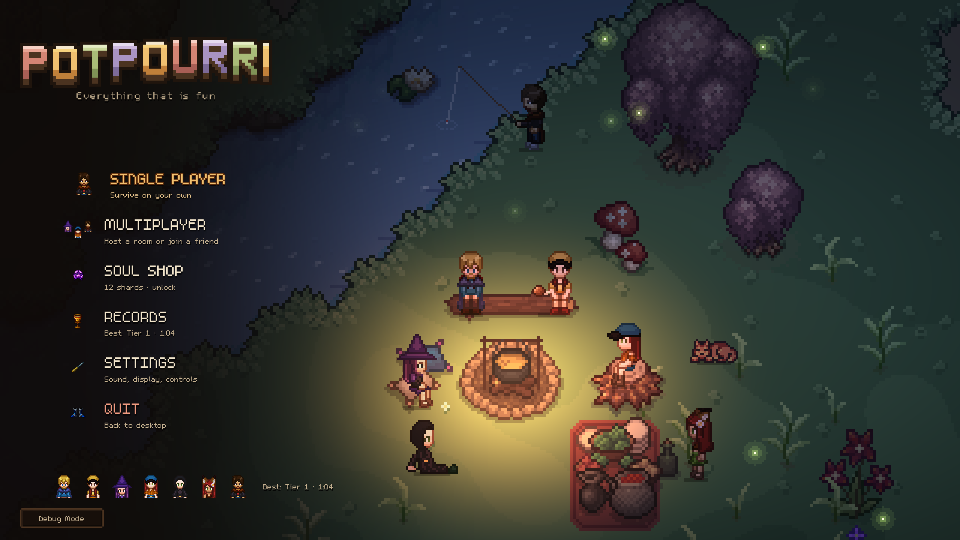 POTPOURRI
Everything that is fun
SINGLE PLAYER
Survive on your own
MULTIPLAYER
Host a room or join a friend
SOUL SHOP
12 shares · unlock
RECORDS
Best: Tier 1 · 1:04
SETTINGS
Sound, display, controls
QUIT
Back to desktop
Best: Tier 1 · 1:04
Debug Mode